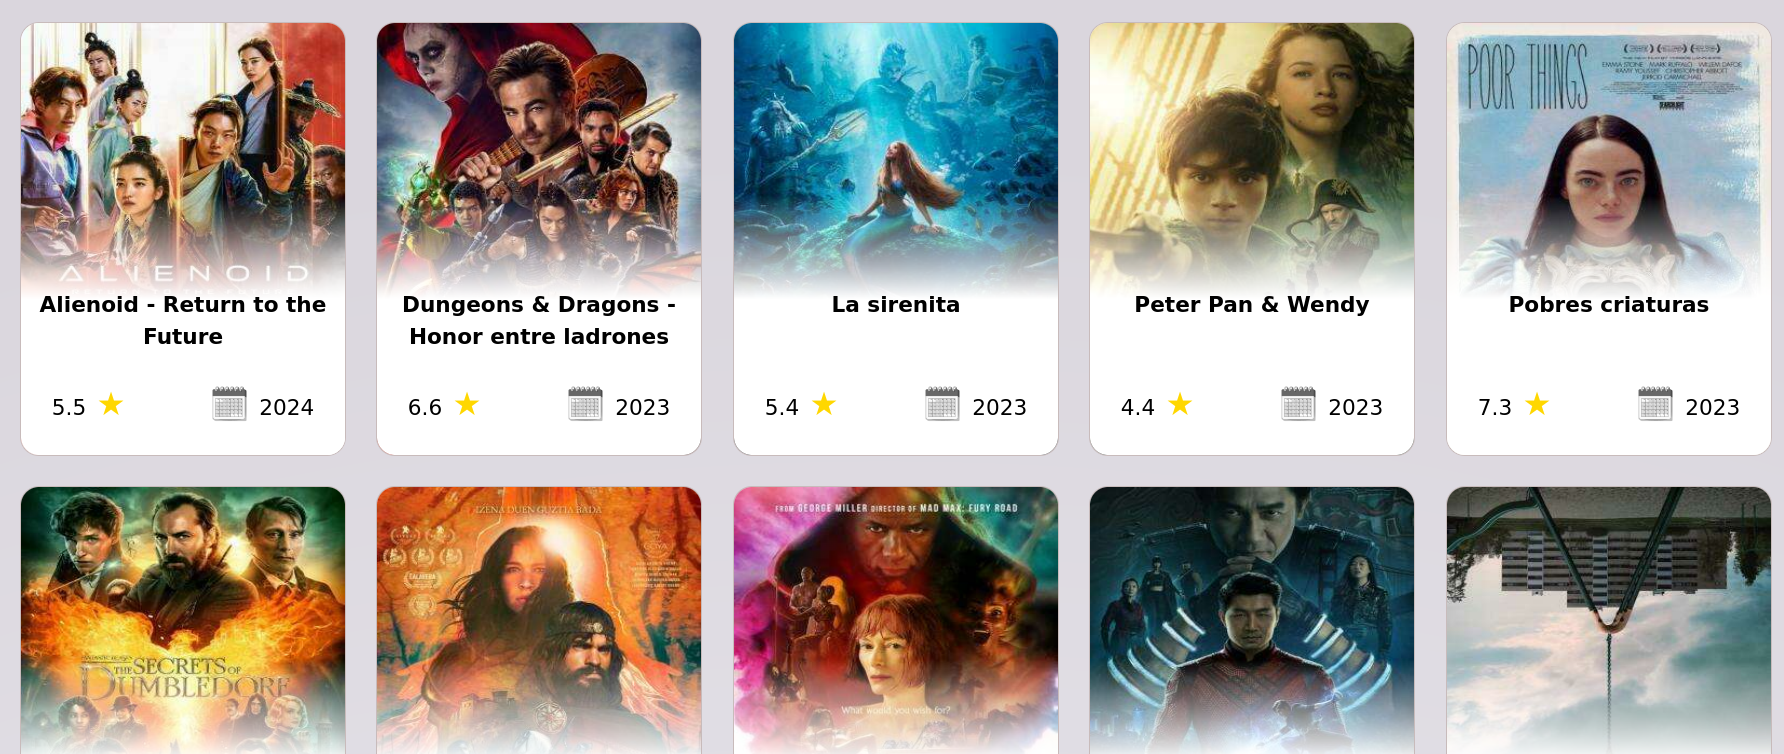 POOR THINGS
EMMA STONE MARK RUFFALO WILLEM DAFOE
RAMY YOUSSEF CHRISTOPHER ABBOTT
JERROD CARMICHAEL
SEARCHLIGHT
ALIENOID
Alienoid - Return to the
Future
Dungeons & Dragons -
Honor entre ladrones
La sirenita
Peter Pan & Wendy
Pobres criaturas
5.5 ★ 2024
6.6 ★ 2023
5.4 ★ 2023
4.4 ★ 2023
7.3 ★ 2023
THE SECRETS OF
DUMBLEDORE
IZENA DUEN GUZTIA BADA
GOYA
CALAVERA
FROM GEORGE MILLER DIRECTOR OF MAD MAX: FURY ROAD
What would you wish for?